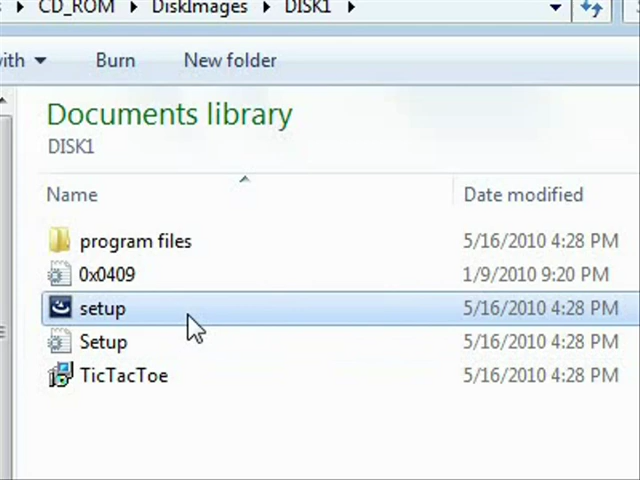 CD_ROM DiskImages DISK1
with Burn New folder
Documents library
DISK1
Name Date modified
program files 5/16/2010 4:28 PM
0x0409 1/9/2010 9:20 PM
setup 5/16/2010 4:28 PM
Setup 5/16/2010 4:28 PM
TicTacToe 5/16/2010 4:28 PM